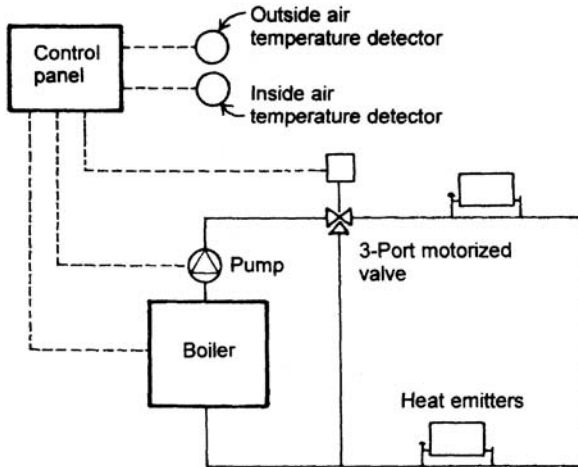 Outside air
temperature detector
Control
panel
Inside air
temperature detector
3-Port motorized
valve
Pump
Boiler
Heat emitters